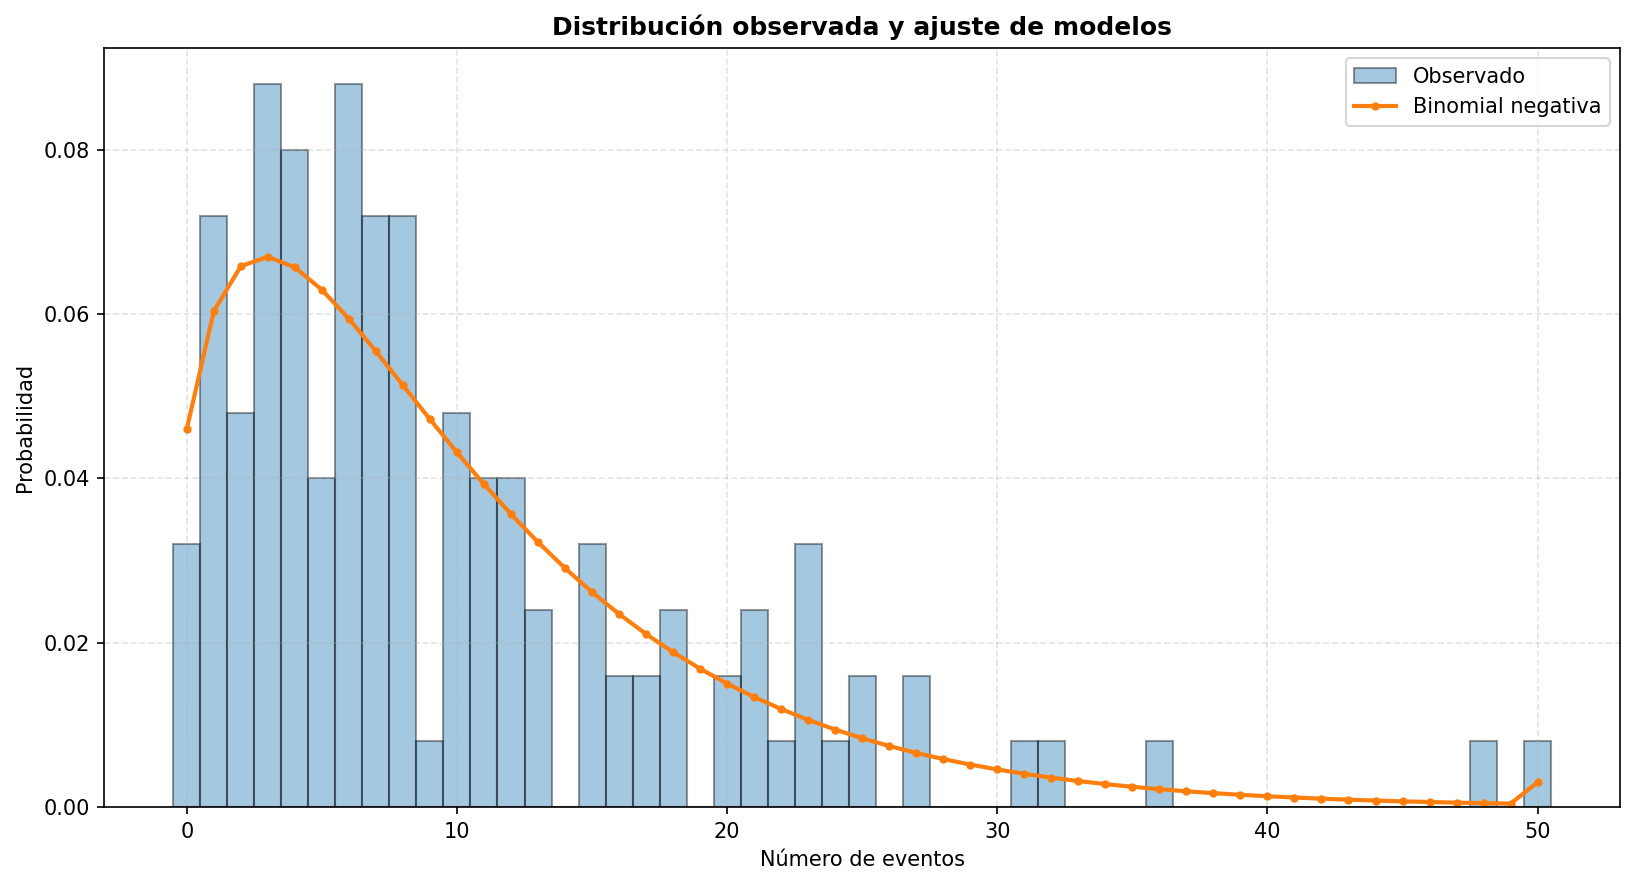 Distribución observada y ajuste de modelos
Observado
Binomial negativa
Probabilidad
0.08
0.06
0.04
0.02
0.00
0
10
20
30
40
50
Número de eventos